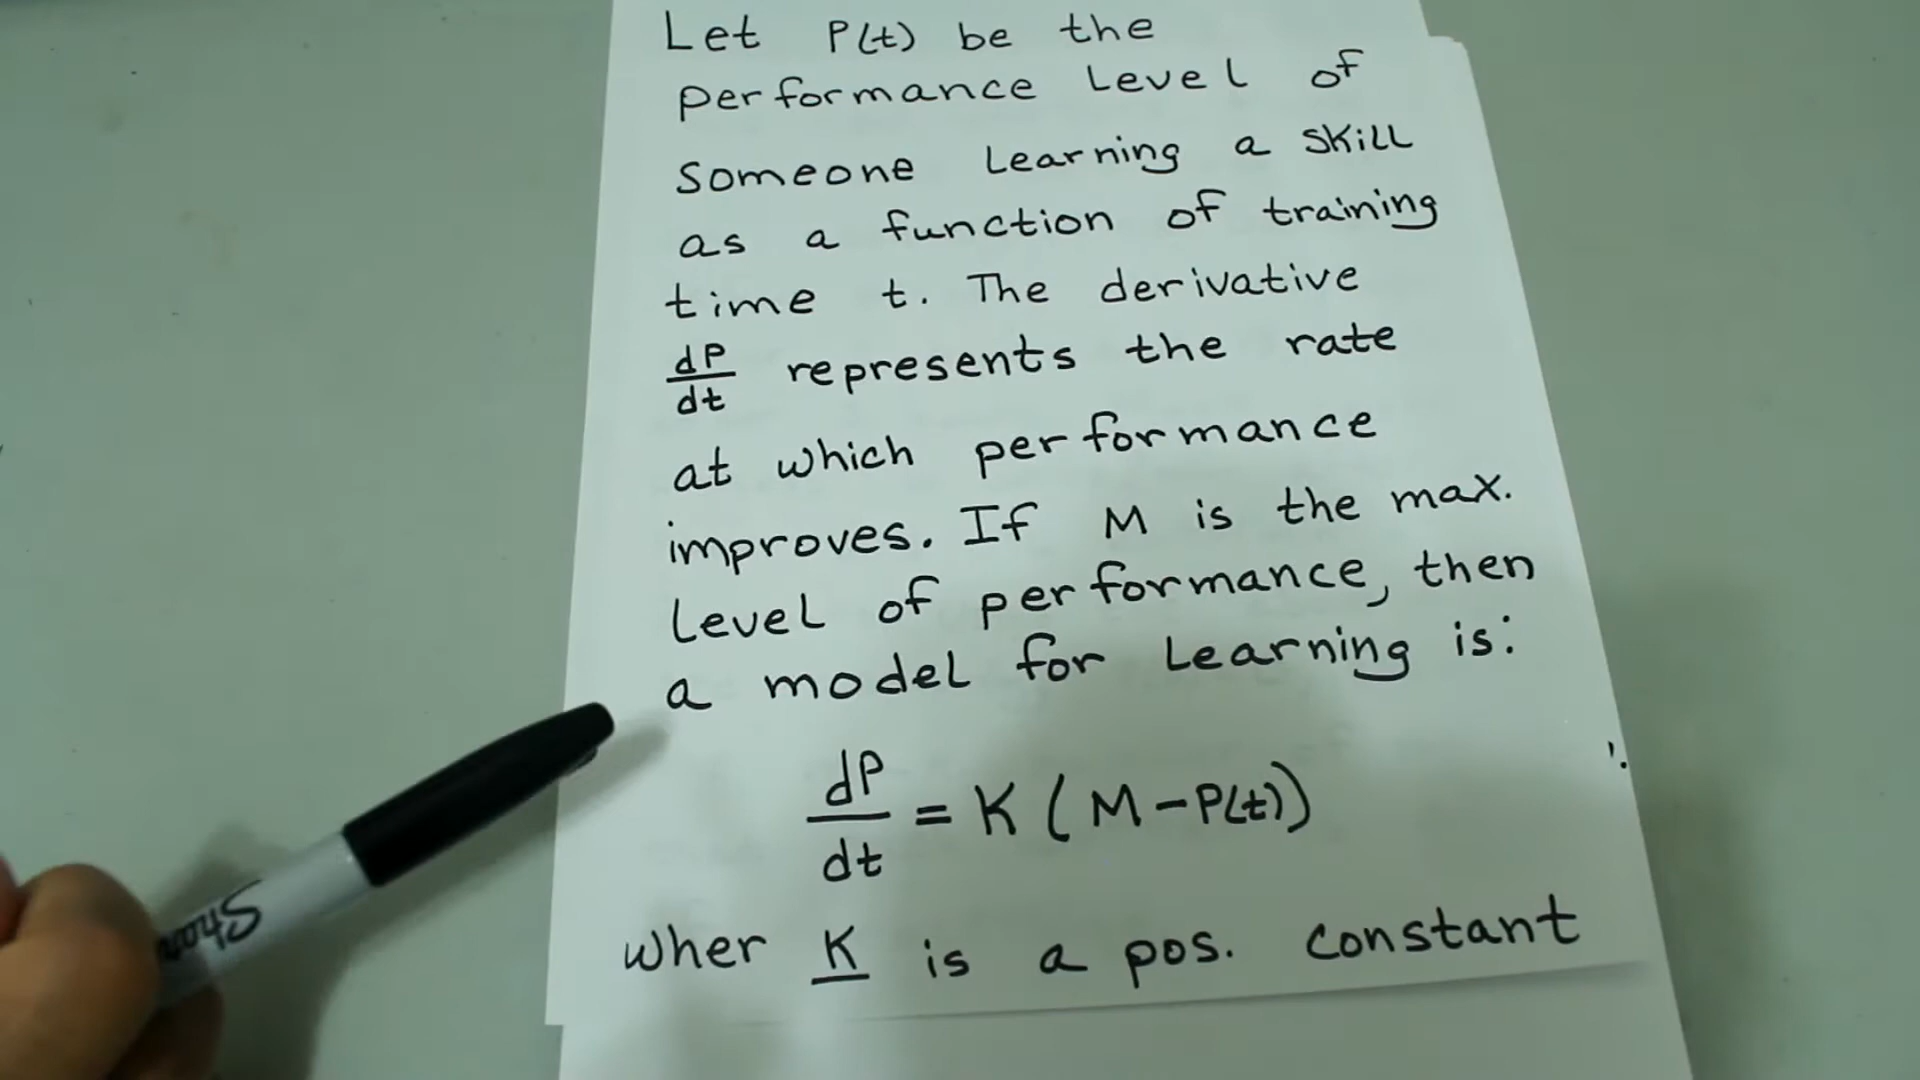 Let P(t) be the
performance Level of
someone Learning a skill
as a function of training
time t. The derivative
dP/dt represents the rate
at which performance
improves. If M is the max.
Level of performance, then
a model for Learning is:
dP/dt = K(M-P(t))
wher K is a pos. constant